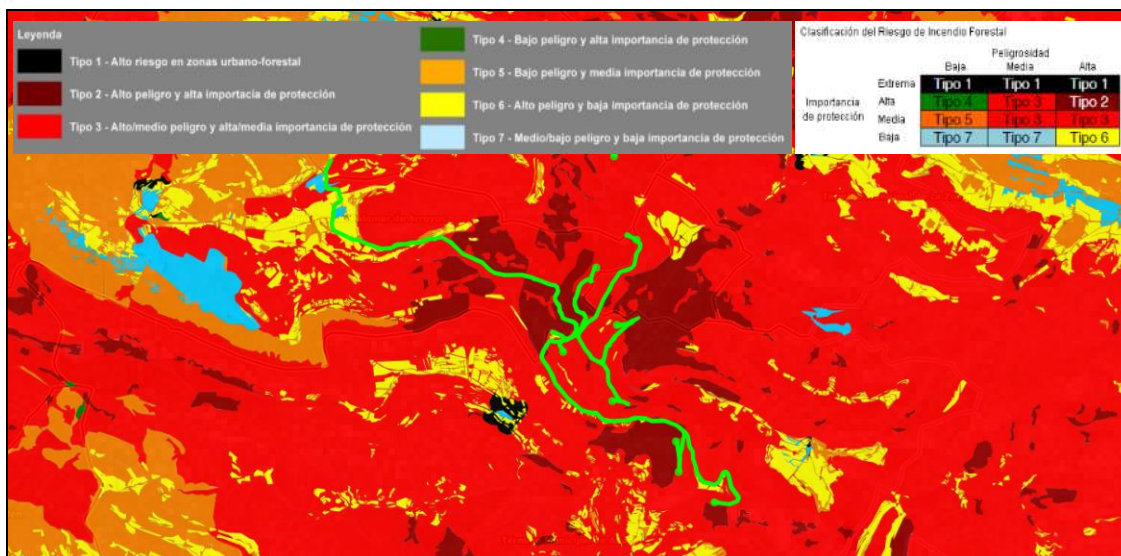 Leyenda
Tipo 1 - Alto riesgo en zonas urbano-forestal
Tipo 2 - Alto peligro y alta importacia de protección
Tipo 3 - Alto/medio peligro y alta/media importancia de protección
Tipo 4 - Bajo peligro y alta importancia de protección
Tipo 5 - Bajo peligro y media importancia de protección
Tipo 6 - Alto peligro y baja importancia de protección
Tipo 7 - Medio/bajo peligro y baja importancia de protección
Clasificación del Riesgo de Incendio Forestal
Peligrosidad
Baja Media Alta
Extrema Tipo 1 Tipo 1 Tipo 1
Importancia de protección
Alta Tipo 4 Tipo 3 Tipo 2
Media Tipo 5 Tipo 3 Tipo 3
Baja Tipo 7 Tipo 7 Tipo 6